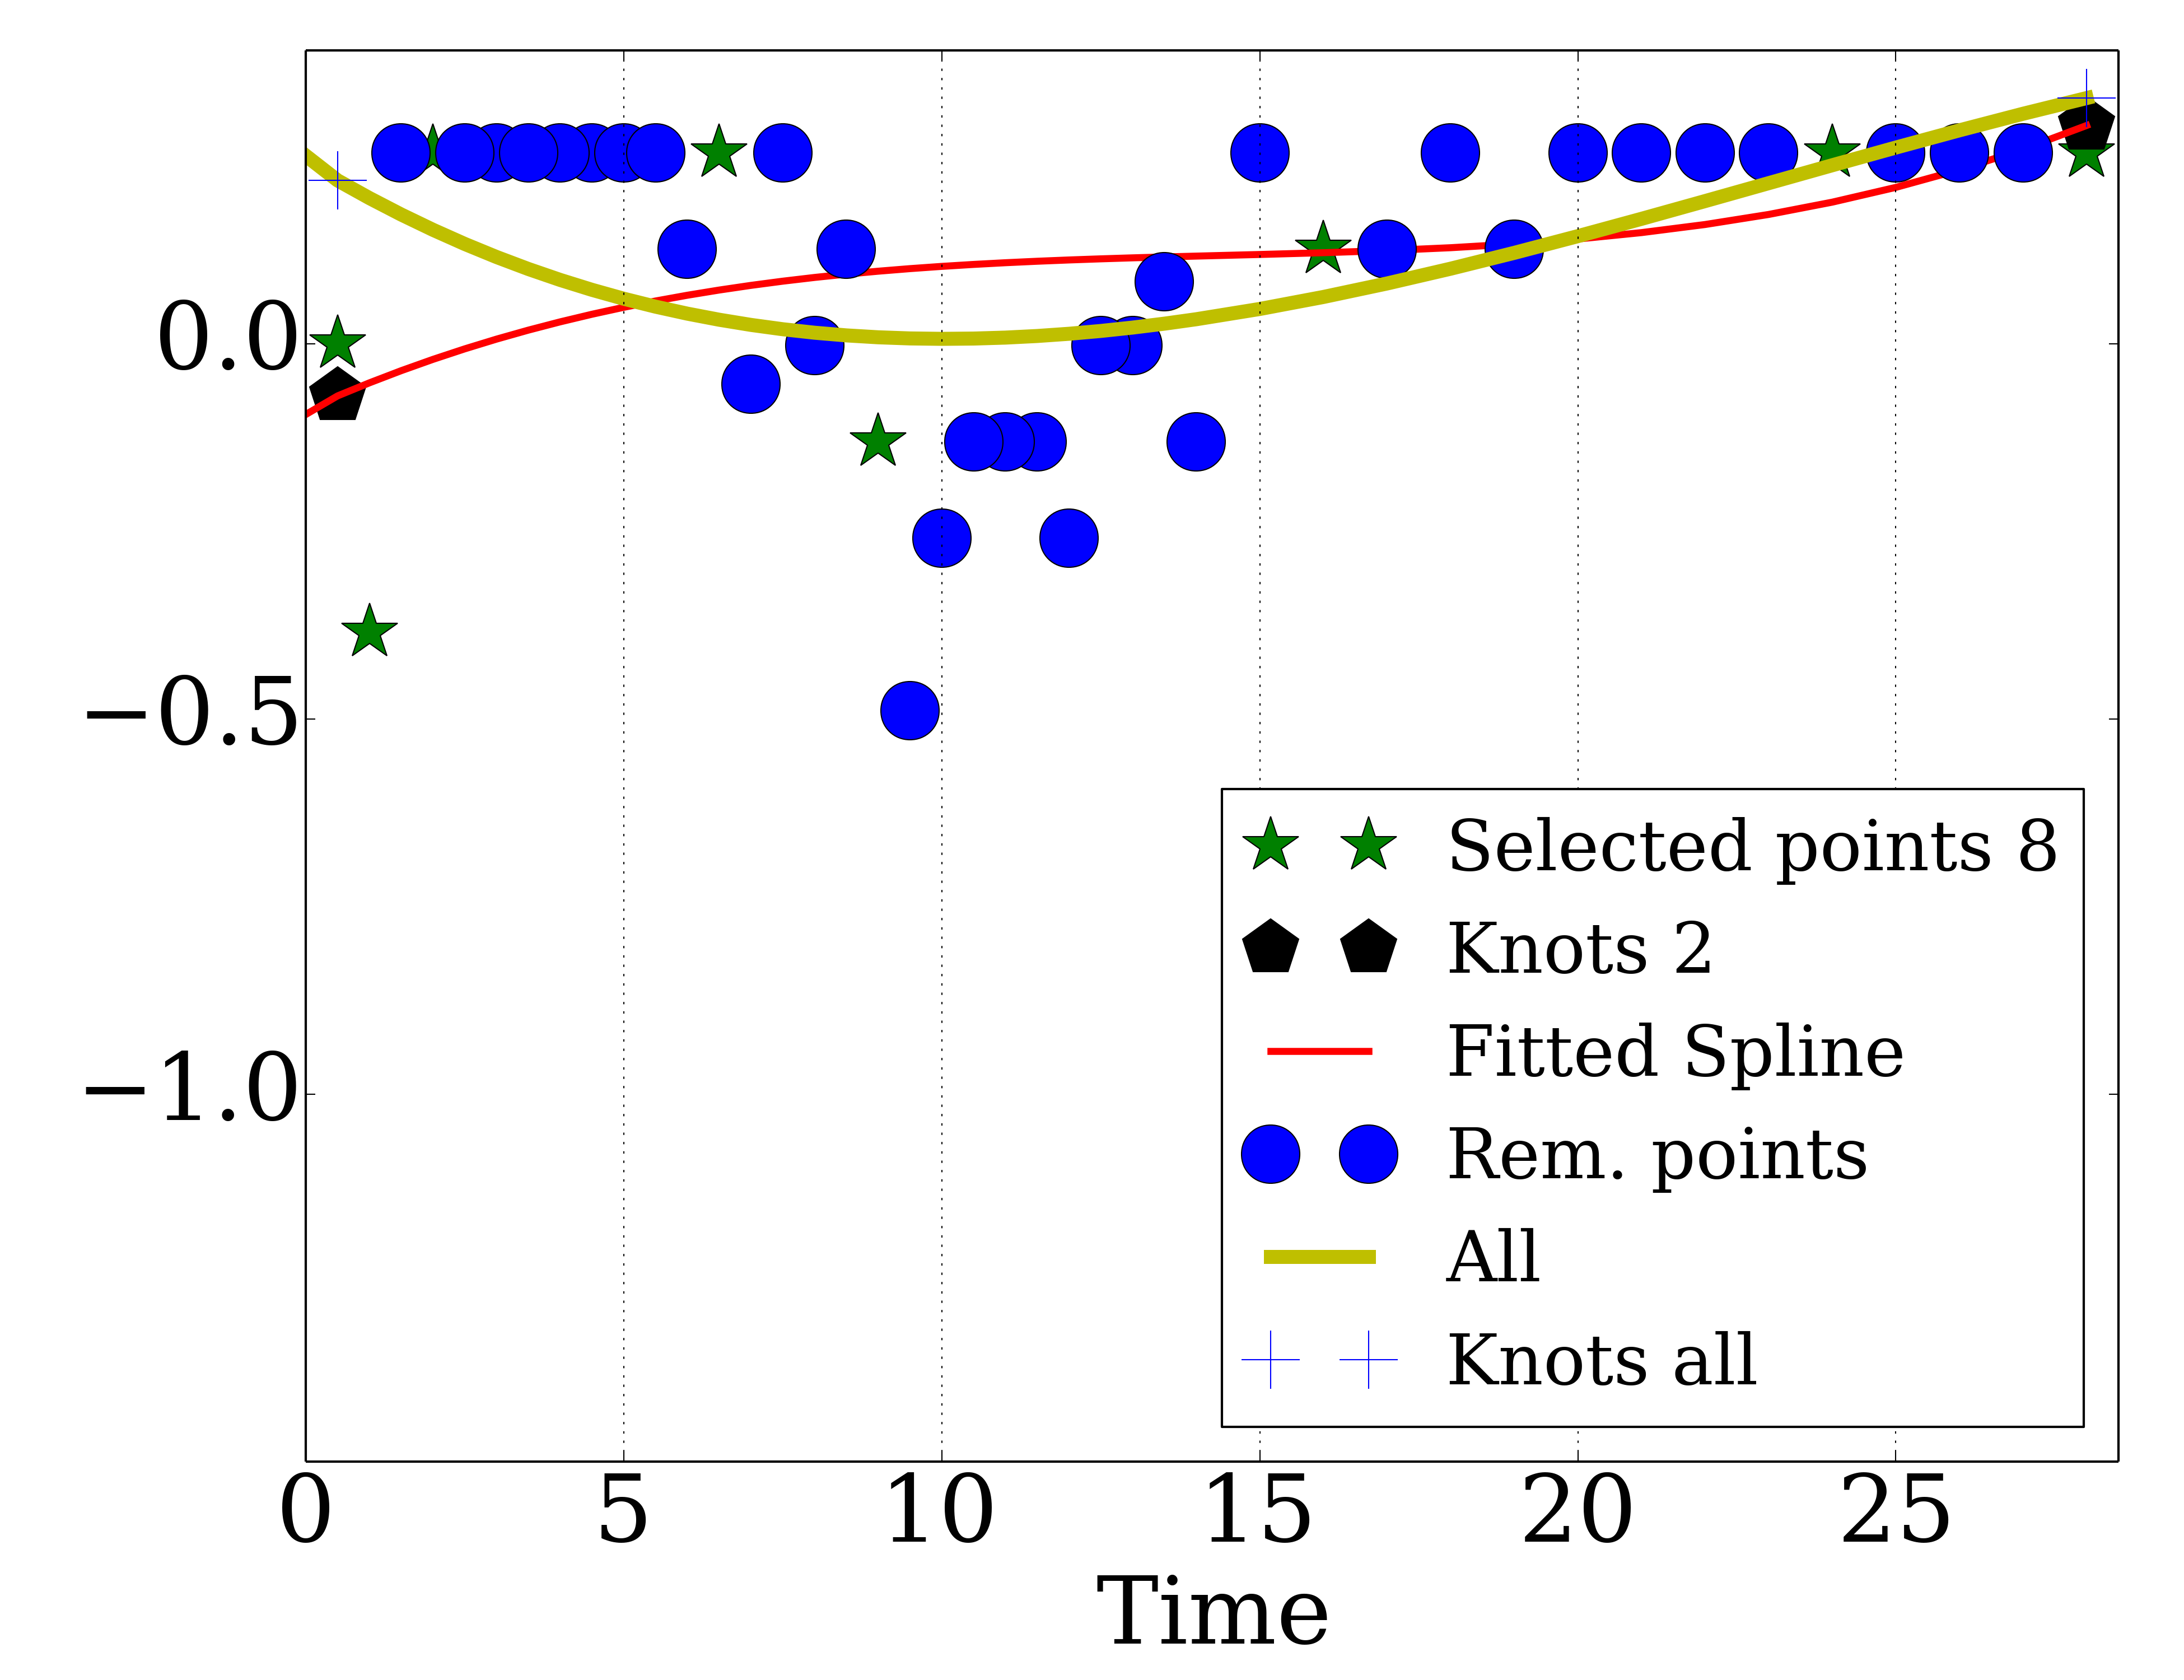 0.0
−0.5
−1.0
Selected points 8
Knots 2
Fitted Spline
Rem. points
All
Knots all
0 5 10 15 20 25
Time